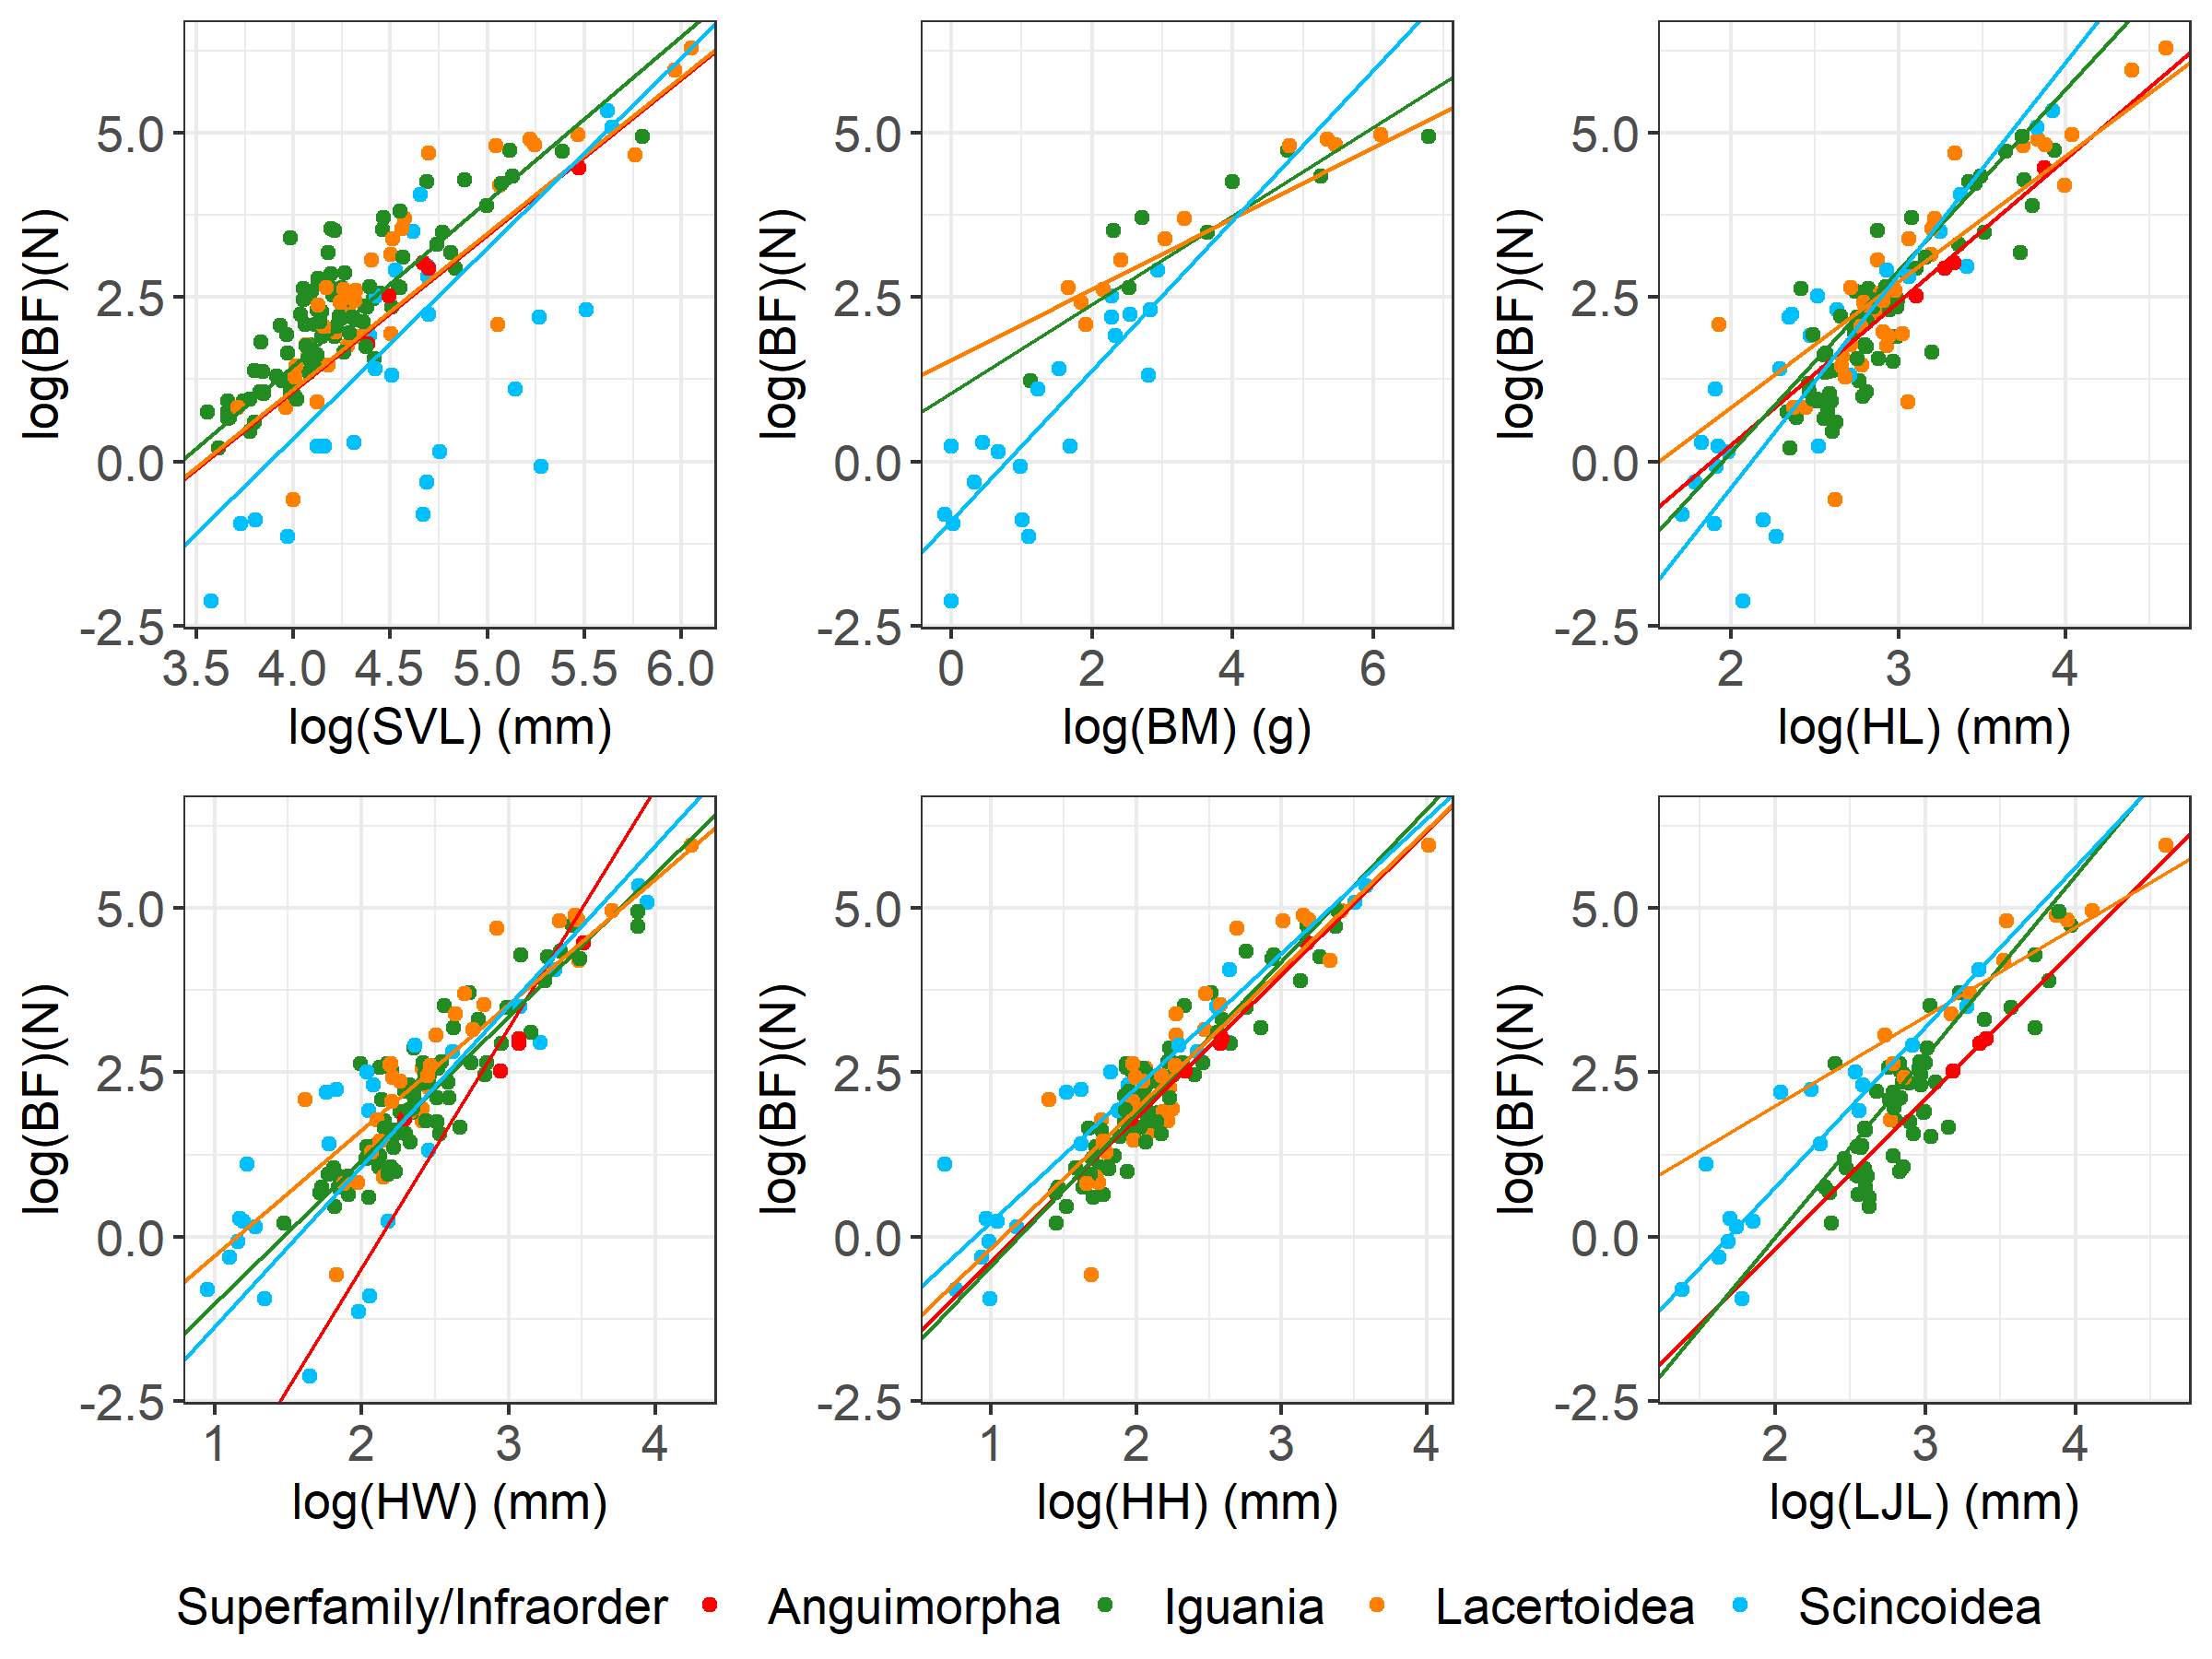 log(BF)(N)
5.0
2.5
0.0
-2.5
3.5 4.0 4.5 5.0 5.5 6.0
log(SVL) (mm)
log(BF)(N)
5.0
2.5
0.0
-2.5
0 2 4 6
log(BM) (g)
log(BF)(N)
5.0
2.5
0.0
-2.5
2 3 4
log(HL) (mm)
log(BF)(N)
5.0
2.5
0.0
-2.5
1 2 3 4
log(HW) (mm)
log(BF)(N)
5.0
2.5
0.0
-2.5
1 2 3 4
log(HH) (mm)
log(BF)(N)
5.0
2.5
0.0
-2.5
2 3 4
log(LJL) (mm)
Superfamily/Infraorder Anguimorpha Iguania Lacertoidea Scincoidea